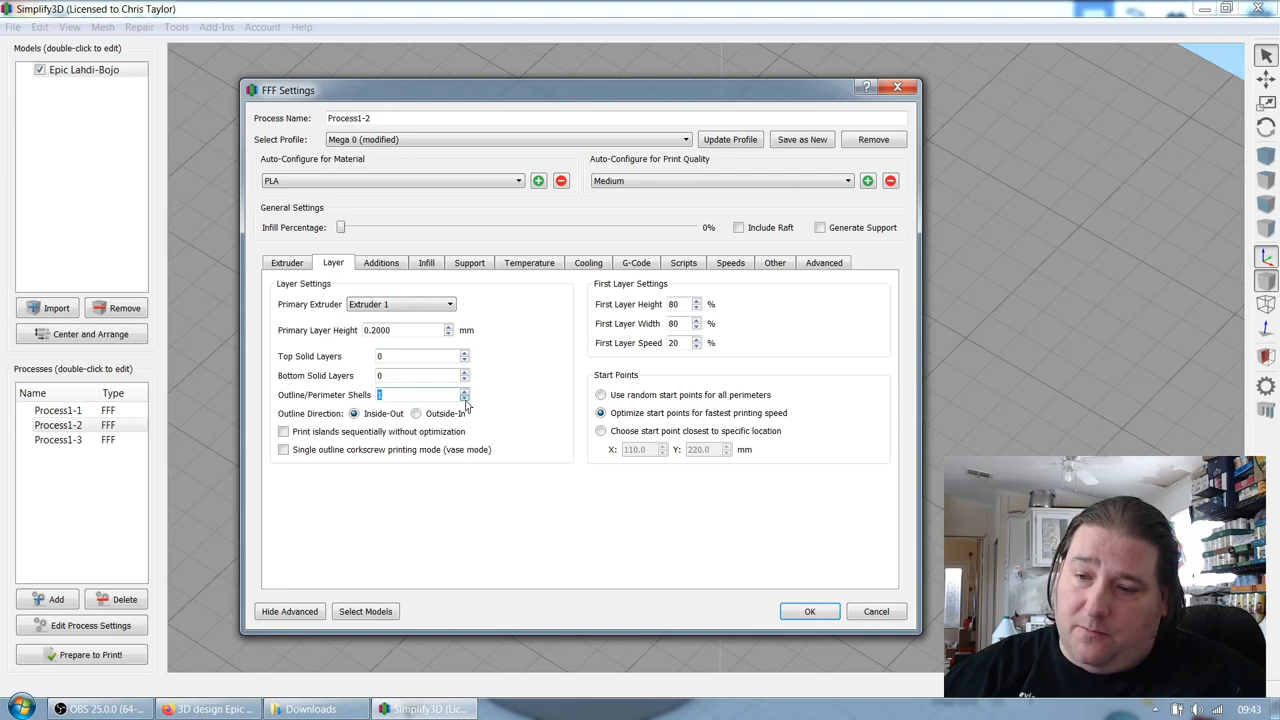 Simplify3D (Licensed to Chris Taylor)
File Edit View Mesh Repair Tools Add-Ins Account Help
Models (double-click to edit)
Epic Lahdi-Bojo
Import Remove
Center and Arrange
Processes (double-click to edit)
Name Type
Process1-1 FFF
Process1-2 FFF
Process1-3 FFF
Add Delete
Edit Process Settings
Prepare to Print!
FFF Settings
Process Name: Process1-2
Select Profile: Mega 0 (modified) Update Profile Save as New Remove
Auto-Configure for Material Auto-Configure for Print Quality
PLA Medium
General Settings
Infill Percentage: 0% Include Raft Generate Support
Extruder Layer Additions Infill Support Temperature Cooling G-Code Scripts Speeds Other Advanced
Layer Settings
Primary Extruder Extruder 1
Primary Layer Height 0.2000 mm
Top Solid Layers 0
Bottom Solid Layers 0
Outline/Perimeter Shells 1
Outline Direction: Inside-Out Outside-In
Print islands sequentially without optimization
Single outline corkscrew printing mode (vase mode)
First Layer Settings
First Layer Height 80 %
First Layer Width 80 %
First Layer Speed 20 %
Start Points
Use random start points for all perimeters
Optimize start points for fastest printing speed
Choose start point closest to specific location
X: 110.0 Y: 220.0 mm
Hide Advanced Select Models OK Cancel
OBS 25.0.0 (64-... 3D design Epic ... Downloads Simplify3D (Lic... 09:43